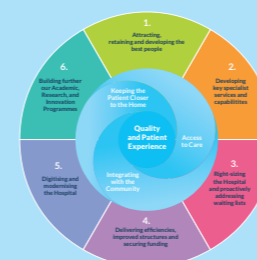 1.
Attracting,
retaining and developing the
best people
2.
Developing
key specialist
services and
capabilities
3.
Right-sizing
the Hospital
and proactively
addressing
waiting lists
4.
Delivering efficiencies,
improved structures and
securing funding
5.
Digitising and
modernising
the Hospital
6.
Building further
our Academic,
Research, and
Innovation
Programmes
Keeping the
Patient Closer
to the Home
Access
to Care
Integrating
with the
Community
Quality
and Patient
Experience